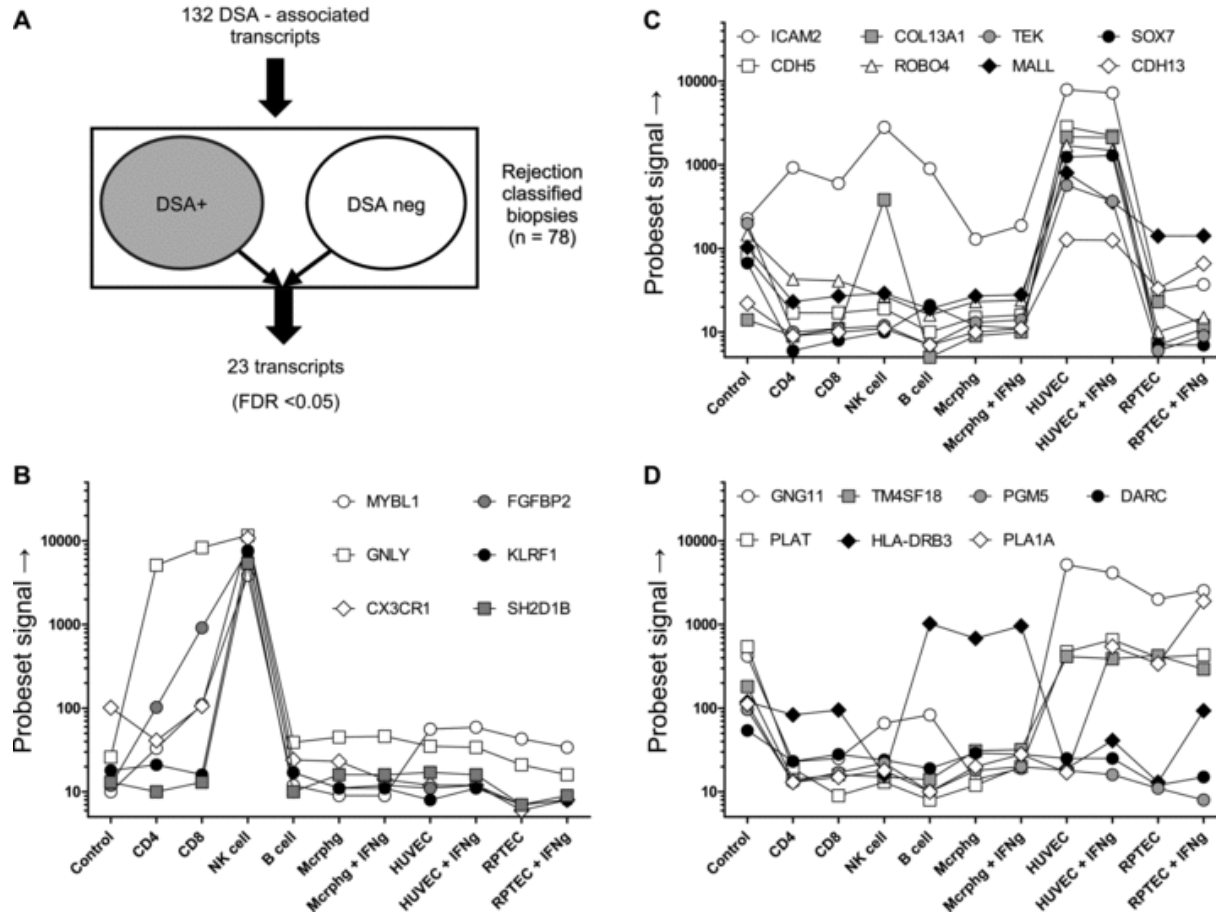 A
132 DSA - associated
transcripts
DSA+
DSA neg
Rejection
classified
biopsies
(n = 78)
23 transcripts
(FDR <0.05)
B
MYBL1
FGFBP2
GNLY
KLRF1
CX3CR1
SH2D1B
Probeset signal →
10000
1000
100
10
Control
CD4
CD8
NK cell
B cell
Mcrphg
Mcrphg + IFNg
HUVEC
HUVEC + IFNg
RPTEC
RPTEC + IFNg
C
ICAM2
COL13A1
TEK
SOX7
CDH5
ROBO4
MALL
CDH13
Probeset signal →
10000
1000
100
10
Control
CD4
CD8
NK cell
B cell
Mcrphg
Mcrphg + IFNg
HUVEC
HUVEC + IFNg
RPTEC
RPTEC + IFNg
D
GNG11
TM4SF18
PGM5
DARC
PLAT
HLA-DRB3
PLA1A
Probeset signal →
10000
1000
100
10
Control
CD4
CD8
NK cell
B cell
Mcrphg
Mcrphg + IFNg
HUVEC
HUVEC + IFNg
RPTEC
RPTEC + IFNg